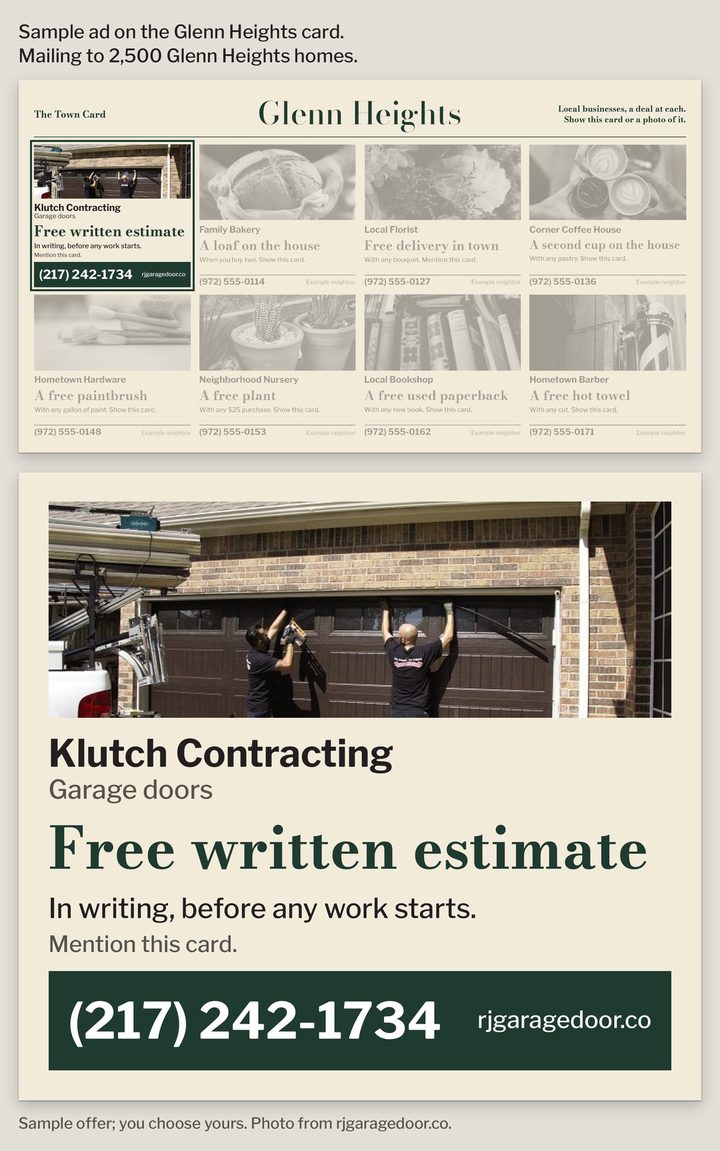 Sample ad on the Glenn Heights card.
Mailing to 2,500 Glenn Heights homes.
The Town Card
Glenn Heights
Local businesses, a deal at each.
Show this card or a photo of it.
Klutch Contracting
Garage doors
Free written estimate
In writing, before any work starts.
Mention this card.
(217) 242-1734 rjgaragedoor.co
Family Bakery
A loaf on the house
When you buy two. Show this card.
(972) 555-0114 Example neighbor
Local Florist
Free delivery in town
With any bouquet. Mention this card.
(972) 555-0127 Example neighbor
Corner Coffee House
A second cup on the house
With any pastry. Show this card.
(972) 555-0136 Example neighbor
Hometown Hardware
A free paintbrush
With any gallon of paint. Show this card.
(972) 555-0148 Example neighbor
Neighborhood Nursery
A free plant
With any $25 purchase. Show this card.
(972) 555-0153 Example neighbor
Local Bookshop
A free used paperback
With any new book. Show this card.
(972) 555-0162 Example neighbor
Hometown Barber
A free hot towel
With any cut. Show this card.
(972) 555-0171 Example neighbor
Klutch Contracting
Garage doors
Free written estimate
In writing, before any work starts.
Mention this card.
(217) 242-1734 rjgaragedoor.co
Sample offer; you choose yours. Photo from rjgaragedoor.co.